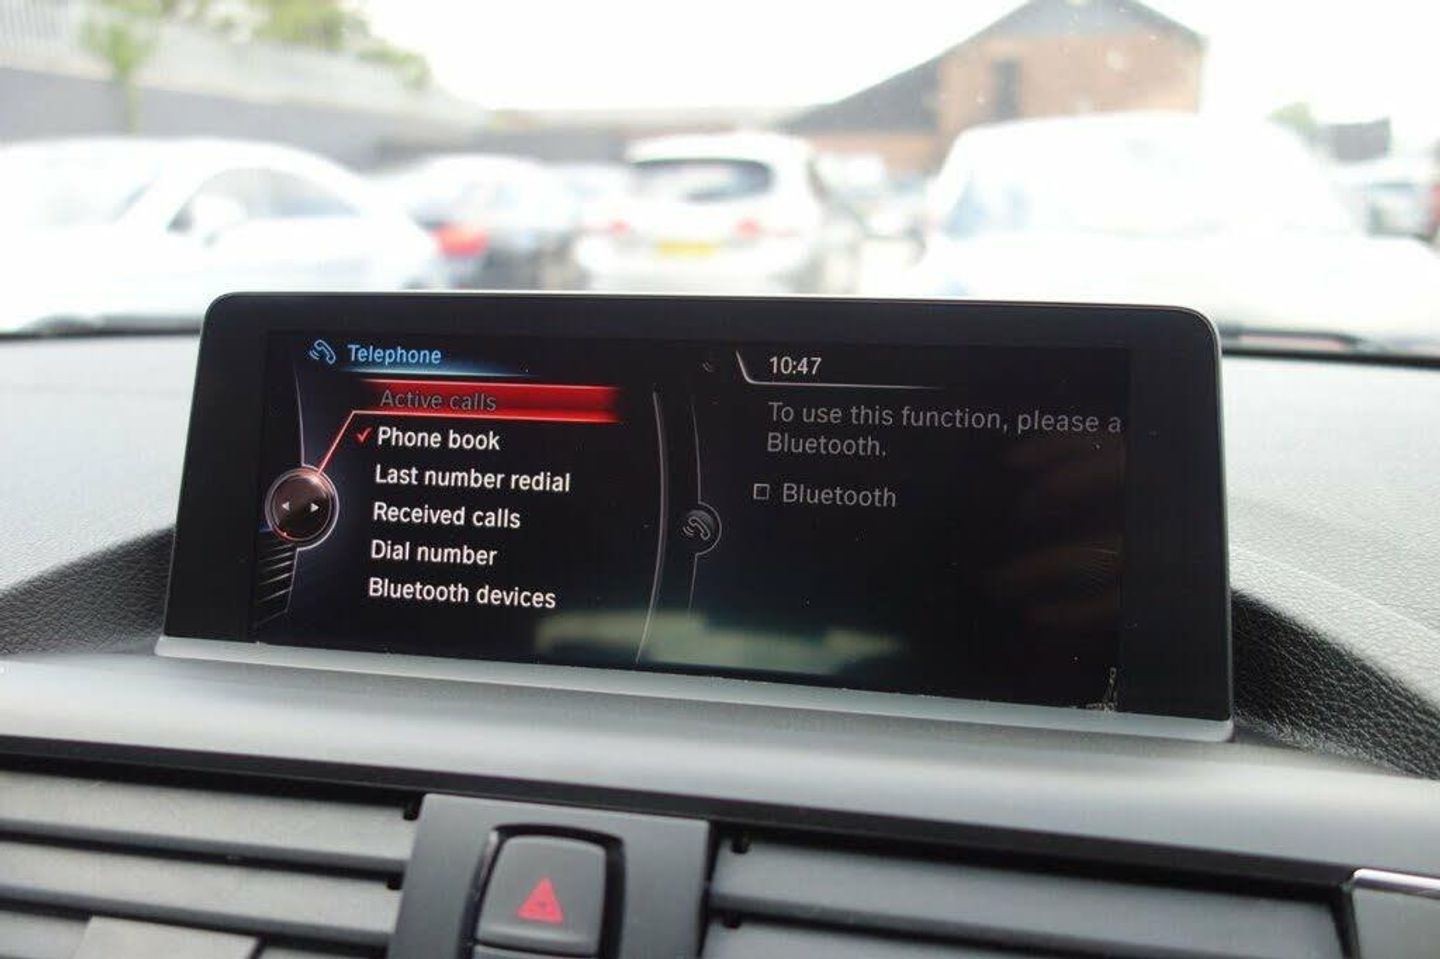 Telephone
Active calls
Phone book
Last number redial
Received calls
Dial number
Bluetooth devices
10:47
To use this function, please a
Bluetooth.
Bluetooth